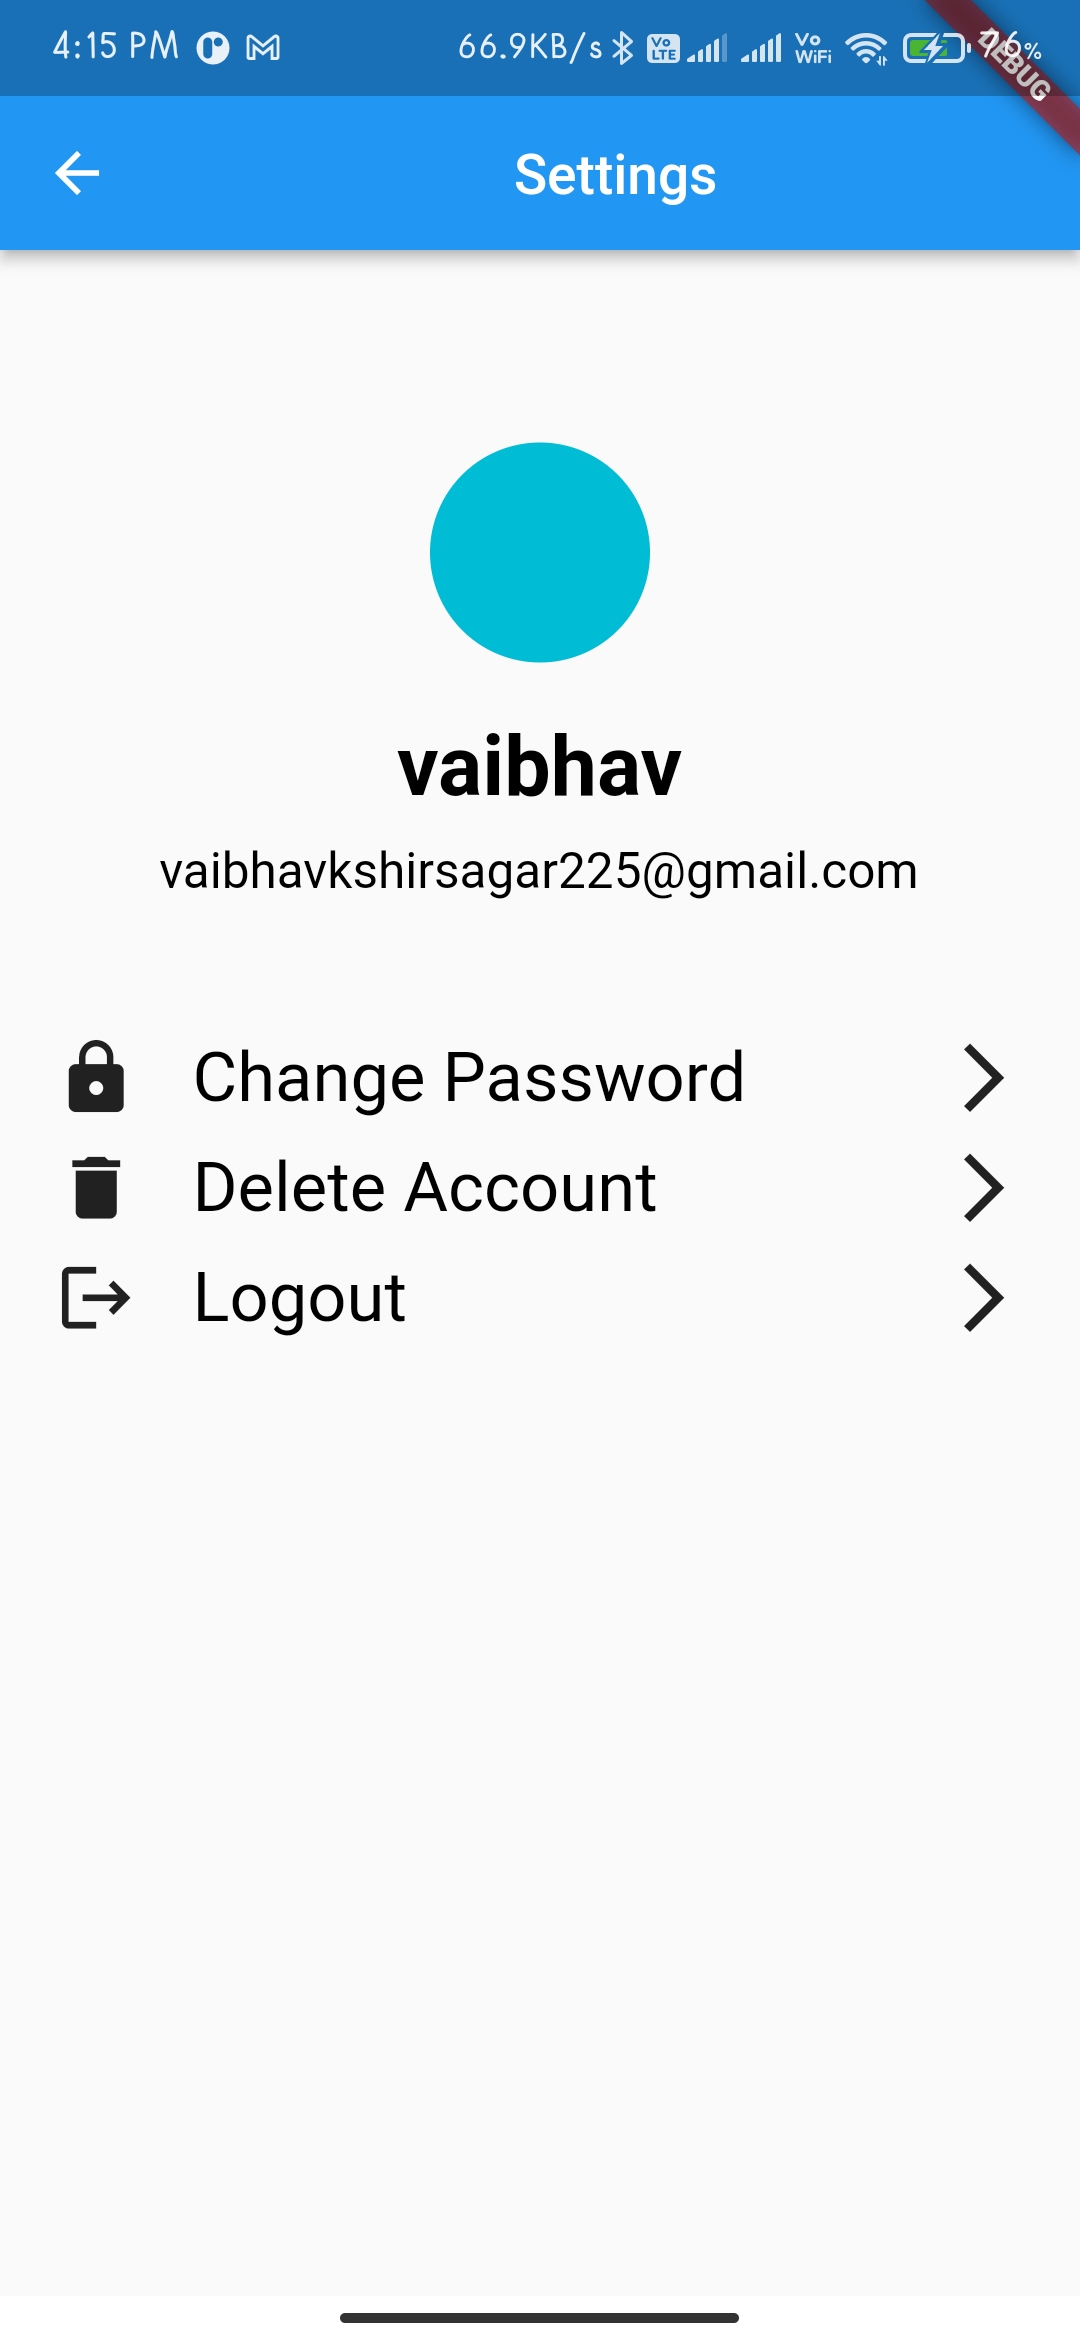 4:15 PM 66.9KB/s Vo LTE Vo WiFi 76%
DEBUG
Settings
vaibhav
vaibhavkshirsagar225@gmail.com
Change Password
Delete Account
Logout